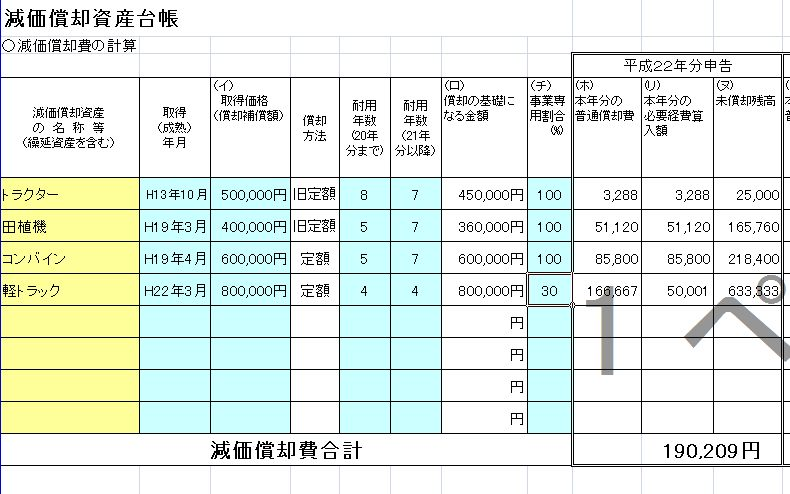 減価償却資産台帳
○減価償却費の計算
平成22年分申告
減価償却資産
の 名 称 等
(繰延資産を含む)
取得
(成熟)
年月
(イ)
取得価格
(償却補償額)
償却
方法
耐用
年数
(20年
分まで)
耐用
年数
(21年
分以降)
(ロ)
償却の基礎に
なる金額
(チ)
事業専
用割合
(%)
(ホ)
本年分の
普通償却費
(リ)
本年分の
必要経費算
入額
(ヌ)
未償却残高
トラクター H13年10月 500,000円 旧定額 8 7 450,000円 100 3,288 3,288 25,000
田植機 H19年3月 400,000円 旧定額 5 7 360,000円 100 51,120 51,120 165,760
コンバイン H19年4月 600,000円 定額 5 7 600,000円 100 85,800 85,800 218,400
軽トラック H22年3月 800,000円 定額 4 4 800,000円 30 166,667 50,001 633,333
円
円
円
円
減価償却費合計 190,209円
1 ペ